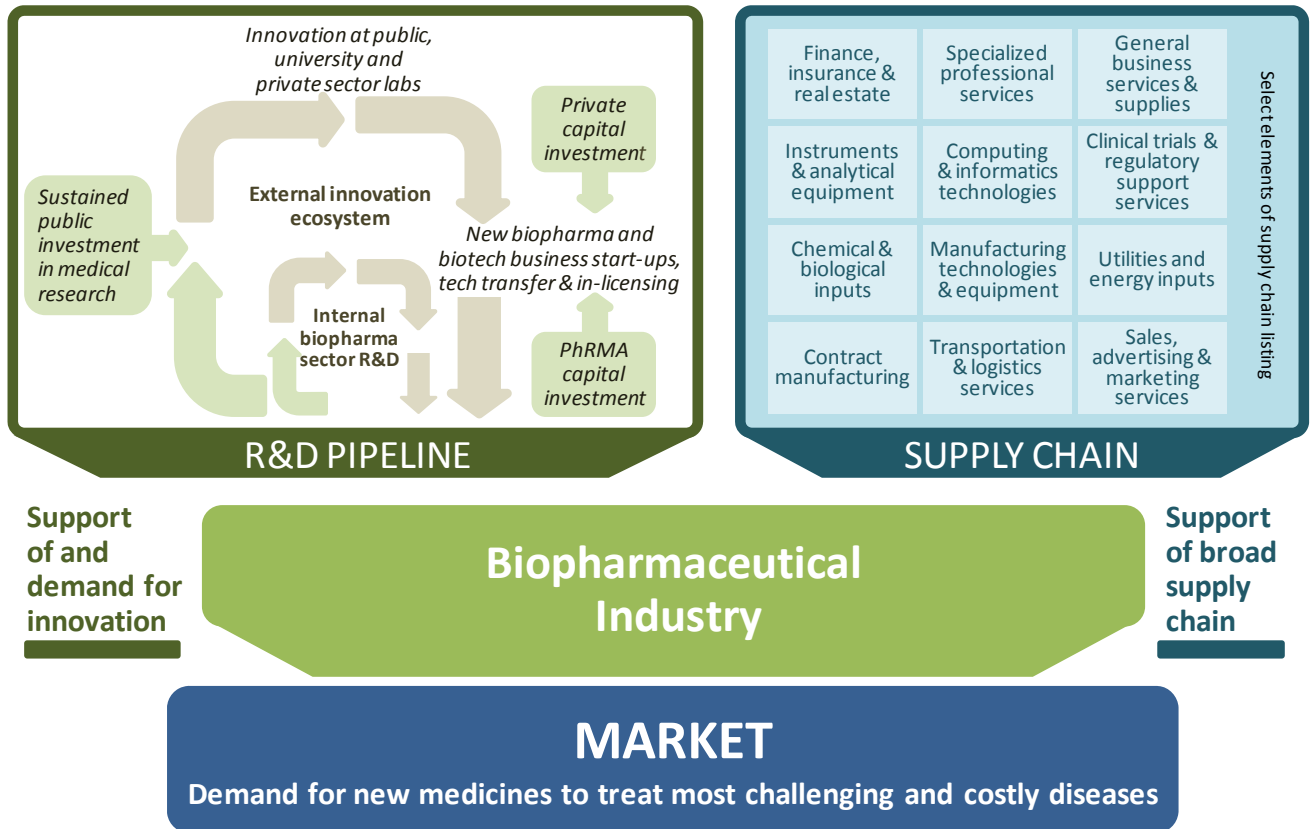 Innovation at public,
university and
private sector labs
Private
capital
investment
Sustained
public
investment
in medical
research
External innovation
ecosystem
New biopharma and
biotech business start-ups,
tech transfer & in-licensing
Internal
biopharma
sector R&D
PhRMA
capital
investment
R&D PIPELINE
Finance,
insurance &
real estate
Specialized
professional
services
General
business
services &
supplies
Instruments
& analytical
equipment
Computing
& informatics
technologies
Clinical trials &
regulatory
support
services
Chemical &
biological
inputs
Manufacturing
technologies
& equipment
Utilities and
energy inputs
Contract
manufacturing
Transportation
& logistics
services
Sales,
advertising &
marketing
services
Select elements of supply chain listing
SUPPLY CHAIN
Support
of and
demand for
innovation
Biopharmaceutical
Industry
Support
of broad
supply
chain
MARKET
Demand for new medicines to treat most challenging and costly diseases